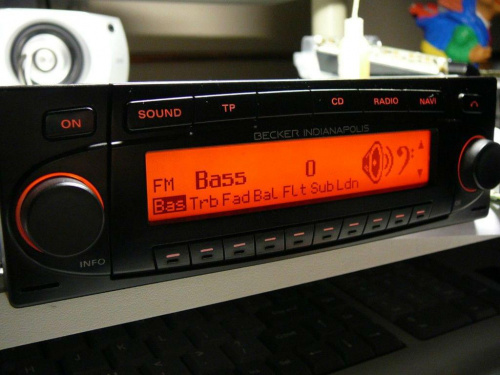 ON
SOUND
TP
CD
RADIO
NAVI
BECKER INDIANAPOLIS
FM Bass 0
Bas Trb Fad Bal FLt Sub Ldn
INFO